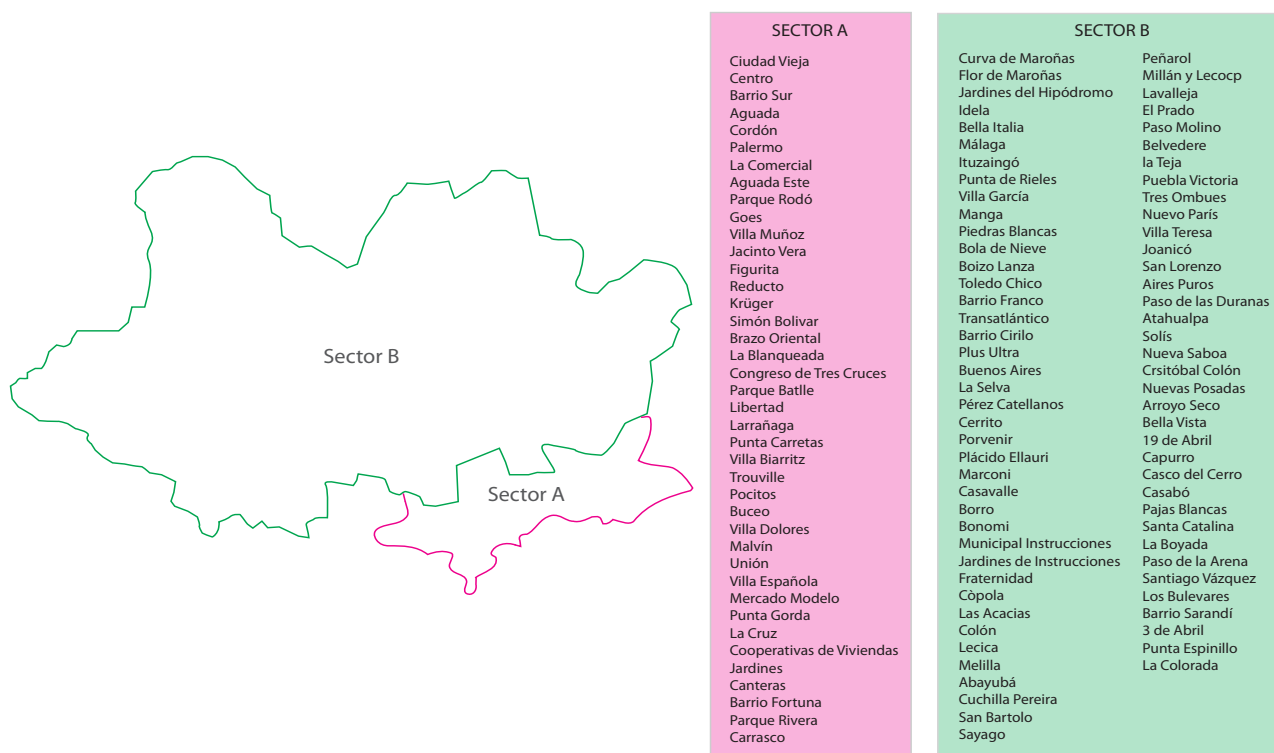 Sector B
Sector A
SECTOR A
Ciudad Vieja
Centro
Barrio Sur
Aguada
Cordón
Palermo
La Comercial
Aguada Este
Parque Rodó
Goes
Villa Muñoz
Jacinto Vera
Figurita
Reducto
Krüger
Simón Bolivar
Brazo Oriental
La Blanqueada
Congreso de Tres Cruces
Parque Batlle
Libertad
Larrañaga
Punta Carretas
Villa Biarritz
Trouville
Pocitos
Buceo
Villa Dolores
Malvín
Unión
Villa Española
Mercado Modelo
Punta Gorda
La Cruz
Cooperativas de Viviendas
Jardines
Canteras
Barrio Fortuna
Parque Rivera
Carrasco
SECTOR B
Curva de Maroñas
Flor de Maroñas
Jardines del Hipódromo
Idela
Bella Italia
Málaga
Ituzaingó
Punta de Rieles
Villa García
Manga
Piedras Blancas
Bola de Nieve
Boizo Lanza
Toledo Chico
Barrio Franco
Transatlántico
Barrio Cirilo
Plus Ultra
Buenos Aires
La Selva
Pérez Catellanos
Cerrito
Porvenir
Plácido Ellauri
Marconi
Casavalle
Borro
Bonomi
Municipal Instrucciones
Jardines de Instrucciones
Fraternidad
Còpola
Las Acacias
Colón
Lecica
Melilla
Abayubá
Cuchilla Pereira
San Bartolo
Sayago
Peñarol
Millán y Lecocp
Lavalleja
El Prado
Paso Molino
Belvedere
la Teja
Puebla Victoria
Tres Ombues
Nuevo París
Villa Teresa
Joanicó
San Lorenzo
Aires Puros
Paso de las Duranas
Atahualpa
Solís
Nueva Saboa
Crsitóbal Colón
Nuevas Posadas
Arroyo Seco
Bella Vista
19 de Abril
Capurro
Casco del Cerro
Casabó
Pajas Blancas
Santa Catalina
La Boyada
Paso de la Arena
Santiago Vázquez
Los Bulevares
Barrio Sarandí
3 de Abril
Punta Espinillo
La Colorada